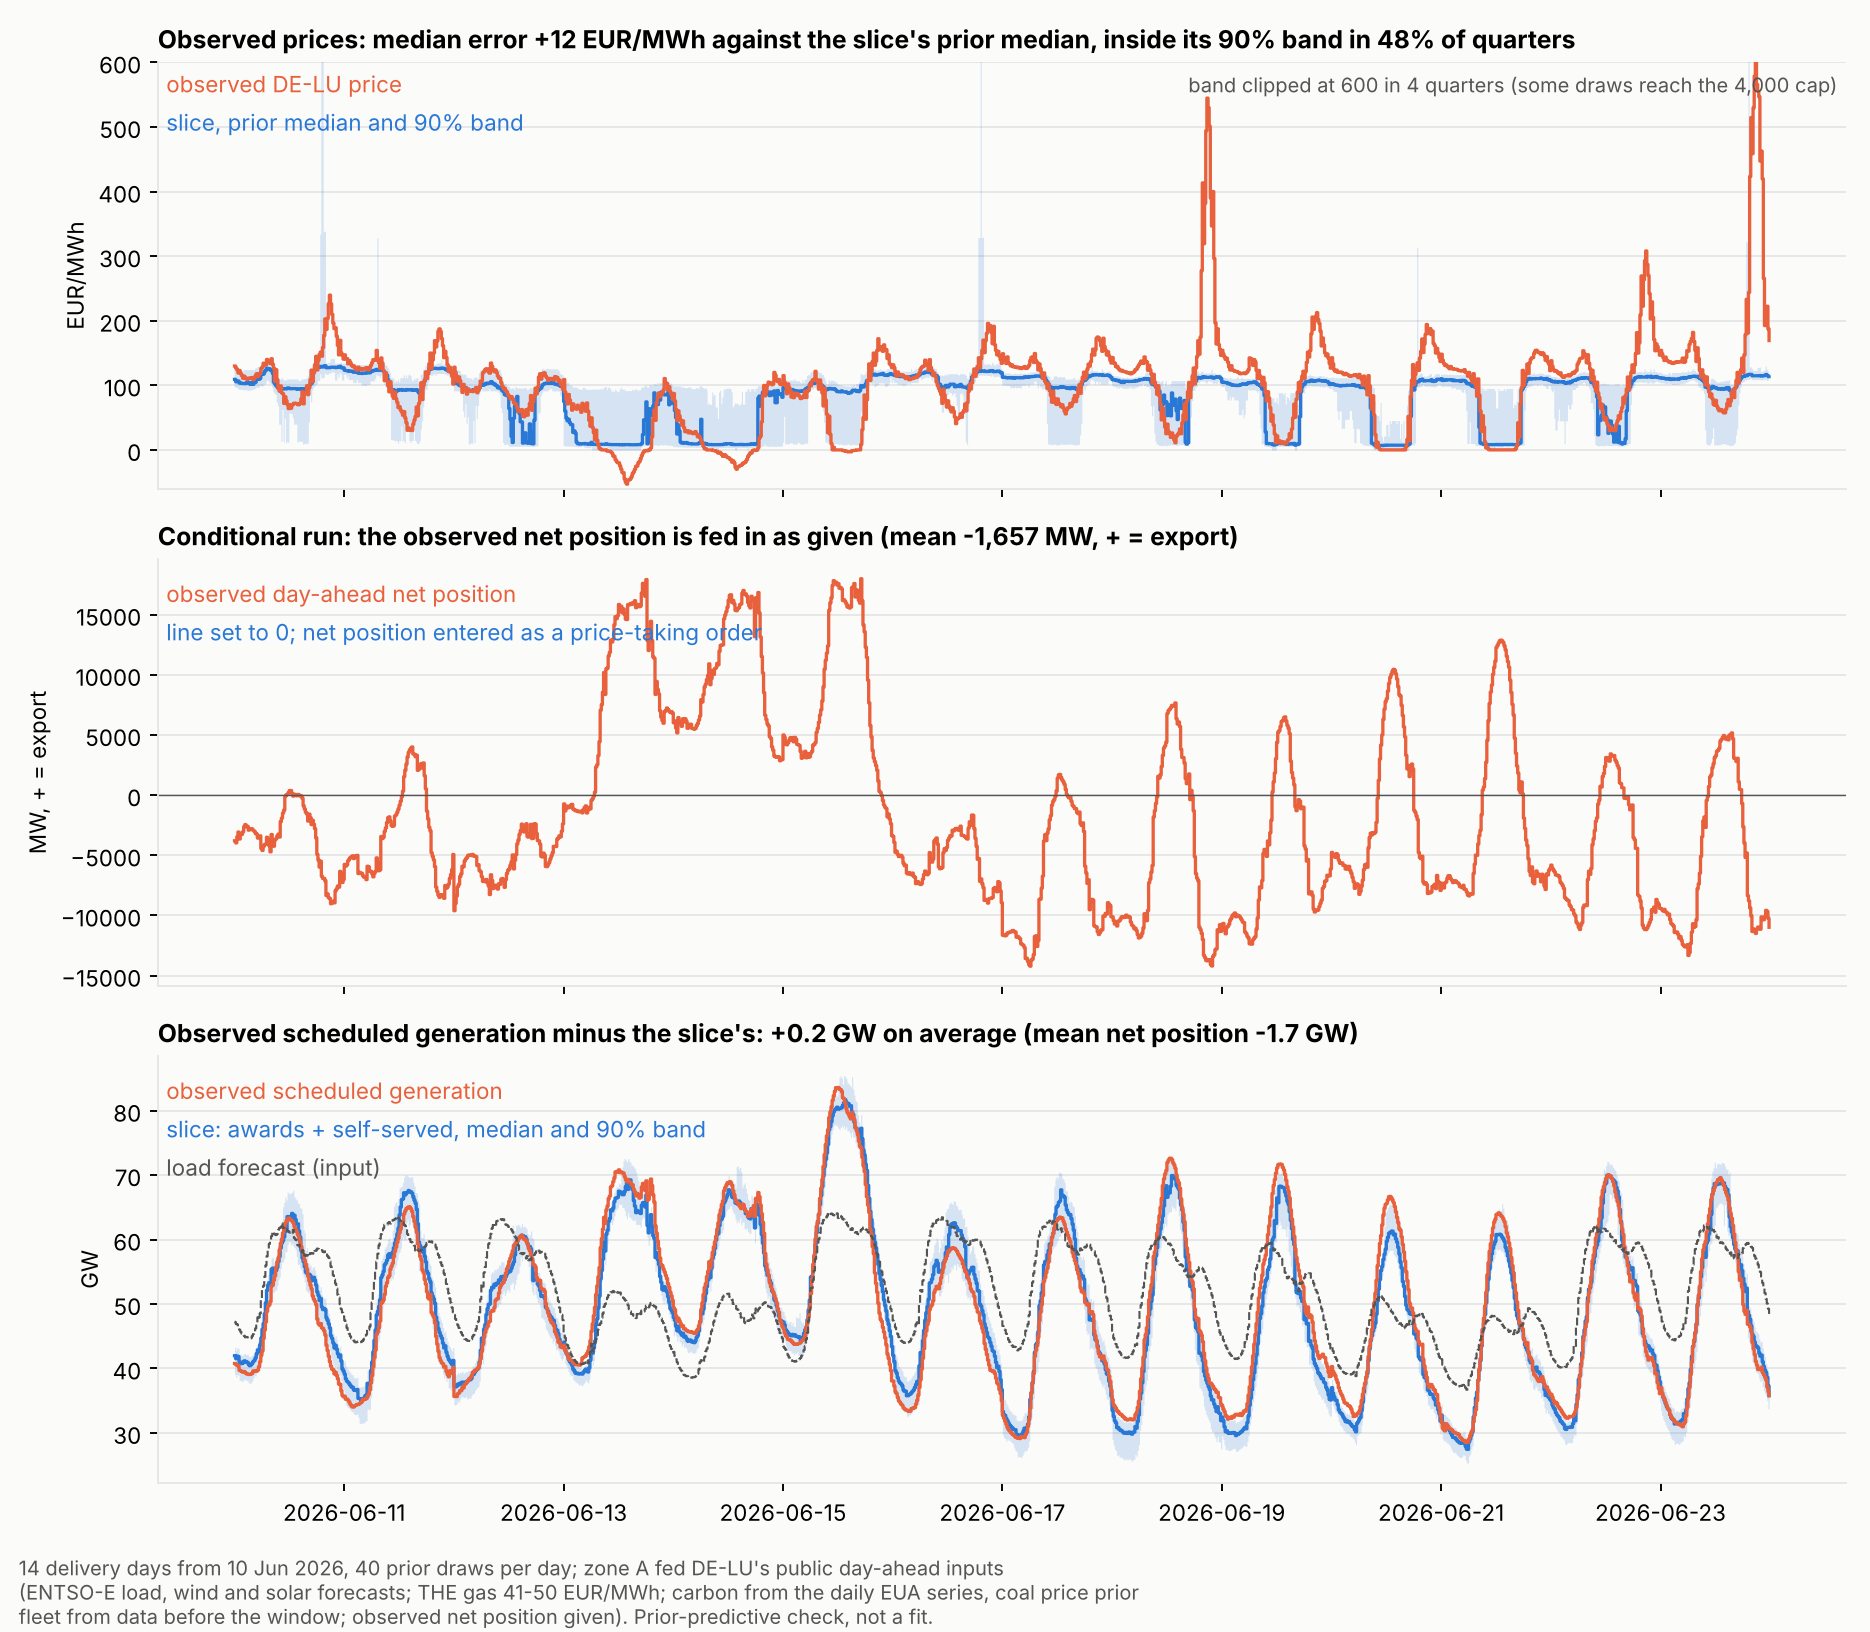 Observed prices: median error +12 EUR/MWh against the slice's prior median, inside its 90% band in 48% of quarters
observed DE-LU price
band clipped at 600 in 4 quarters (some draws reach the 4,000 cap)
slice, prior median and 90% band
EUR/MWh
600
500
400
300
200
100
0
Conditional run: the observed net position is fed in as given (mean -1,657 MW, + = export)
observed day-ahead net position
line set to 0; net position entered as a price-taking order
MW, + = export
15000
10000
5000
0
−5000
−10000
−15000
Observed scheduled generation minus the slice's: +0.2 GW on average (mean net position -1.7 GW)
observed scheduled generation
slice: awards + self-served, median and 90% band
load forecast (input)
GW
80
70
60
50
40
30
2026-06-11
2026-06-13
2026-06-15
2026-06-17
2026-06-19
2026-06-21
2026-06-23
14 delivery days from 10 Jun 2026, 40 prior draws per day; zone A fed DE-LU's public day-ahead inputs
(ENTSO-E load, wind and solar forecasts; THE gas 41-50 EUR/MWh; carbon from the daily EUA series, coal price prior
fleet from data before the window; observed net position given). Prior-predictive check, not a fit.